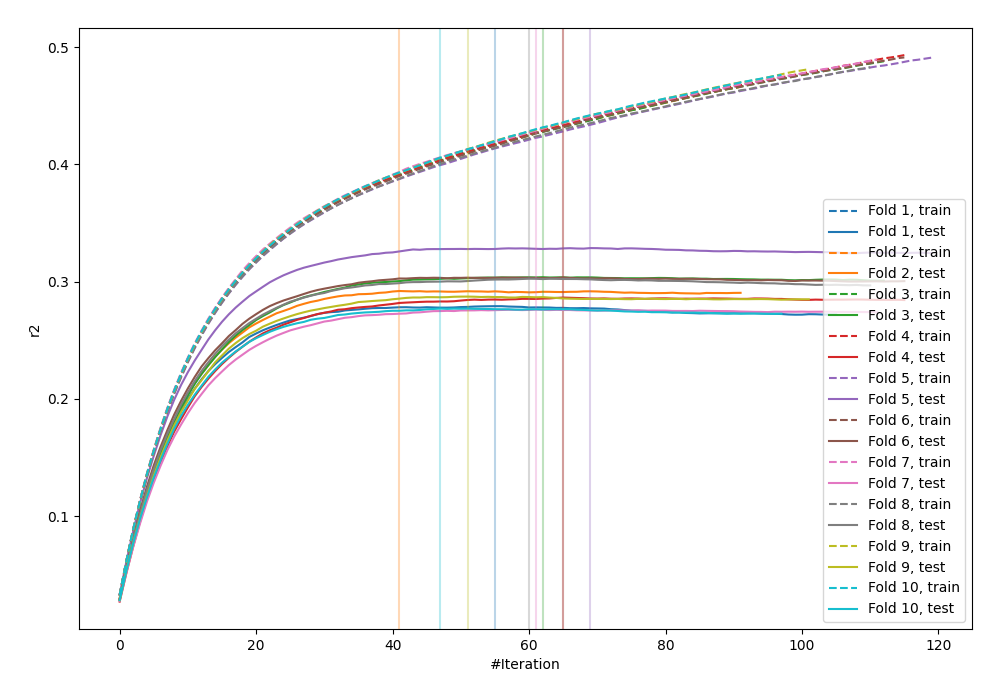 0.5
0.4
0.3
0.2
0.1
r2
0
20
40
60
80
100
120
#Iteration
Fold 1, train
Fold 1, test
Fold 2, train
Fold 2, test
Fold 3, train
Fold 3, test
Fold 4, train
Fold 4, test
Fold 5, train
Fold 5, test
Fold 6, train
Fold 6, test
Fold 7, train
Fold 7, test
Fold 8, train
Fold 8, test
Fold 9, train
Fold 9, test
Fold 10, train
Fold 10, test